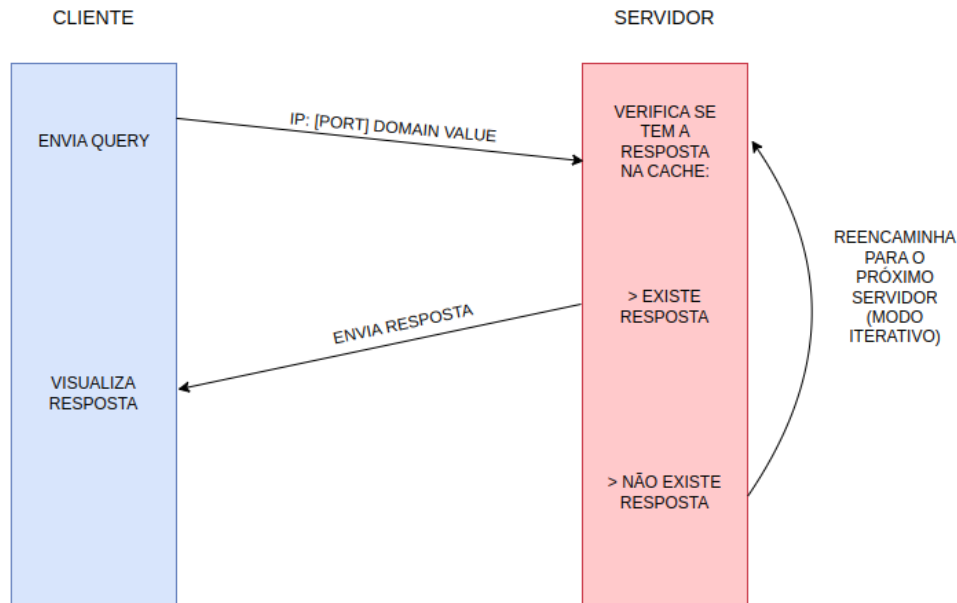 CLIENTE
SERVIDOR
ENVIA QUERY
IP: [PORT] DOMAIN VALUE
VERIFICA SE
TEM A
RESPOSTA
NA CACHE:
REENCAMINHA
PARA O
PRÓXIMO
SERVIDOR
(MODO
ITERATIVO)
> EXISTE
RESPOSTA
ENVIA RESPOSTA
VISUALIZA
RESPOSTA
> NÃO EXISTE
RESPOSTA